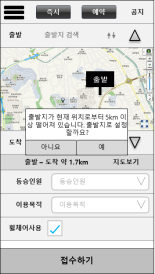 즉시 예약 공지
출발 출발지 검색
출발
출발지가 현재 위치로부터 5km 이
상 떨어져 있습니다. 출발지로 설정
할까요?
아니요 예
도착
출발 ~ 도착 약 1.7km 지도보기
동승인원 동승인원
이용목적 이용목적
휠체어사용
접수하기